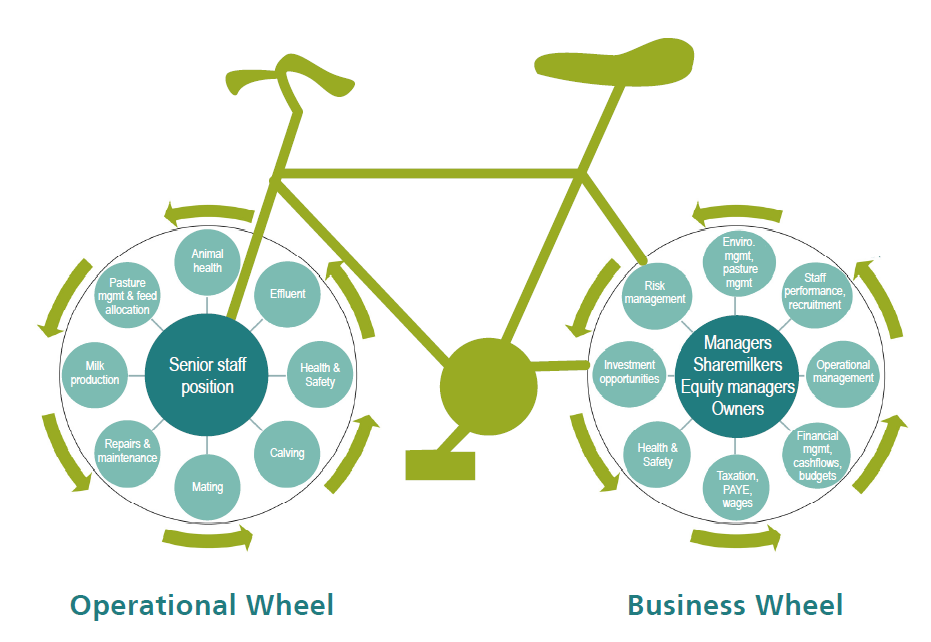 Animal
health
Effluent
Health &
Safety
Calving
Mating
Repairs &
maintenance
Milk
production
Pasture
mgmt & feed
allocation
Senior staff
position
Operational Wheel
Enviro.
mgmt,
pasture
mgmt
Staff
performance,
recruitment
Operational
management
Financial
mgmt,
cashflows,
budgets
Taxation,
PAYE,
wages
Health &
Safety
Investment
opportunities
Risk
management
Managers
Sharemilkers
Equity managers
Owners
Business Wheel